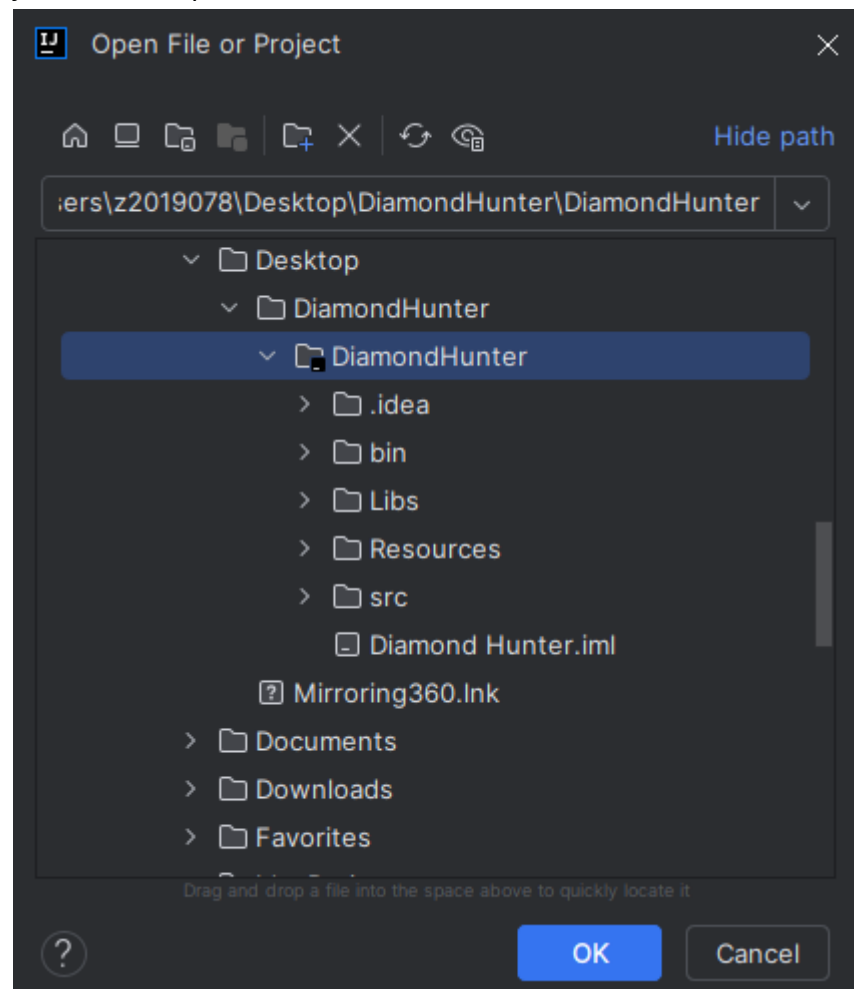 IJ Open File or Project
Hide path
sers\z2019078\Desktop\DiamondHunter\DiamondHunter
Desktop
DiamondHunter
DiamondHunter
.idea
bin
Libs
Resources
src
Diamond Hunter.iml
Mirroring360.lnk
Documents
Downloads
Favorites
Drag and drop a file into the space above to quickly locate it
? OK Cancel